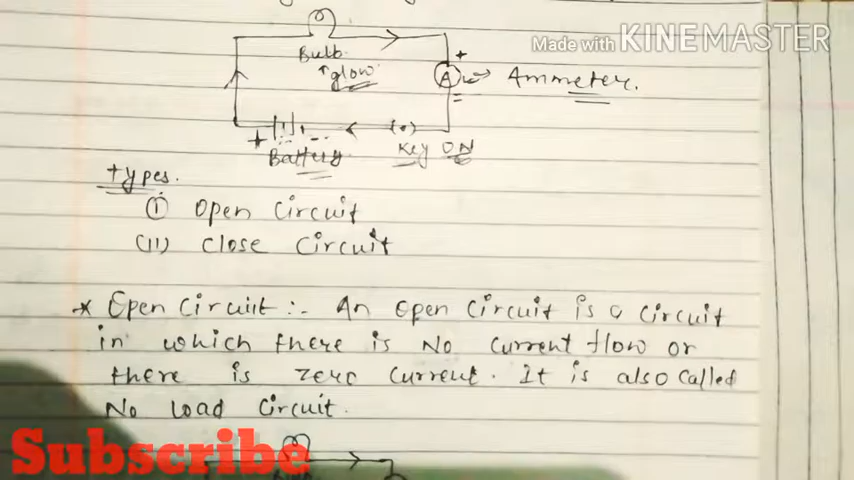 Made with KINEMASTER
Bulb
↑glow
+
A
Ammeter.
+
Battery
Key ON
Types.
(i) Open Circuit
(ii) Close Circuit
* Open Circuit :- An Open Circuit is a Circuit
in which there is No Current flow or
there is zero Current. It is also Called
No Load Circuit.
Subscribe